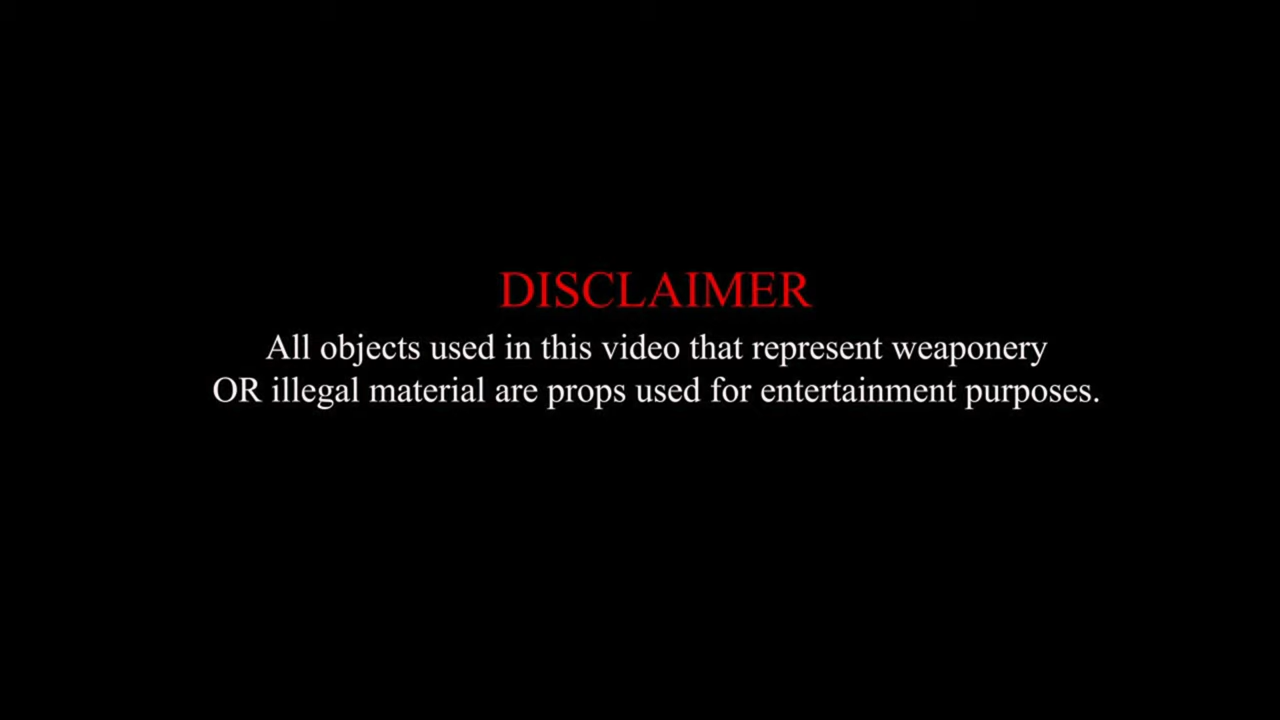 DISCLAIMER
All objects used in this video that represent weaponery
OR illegal material are props used for entertainment purposes.